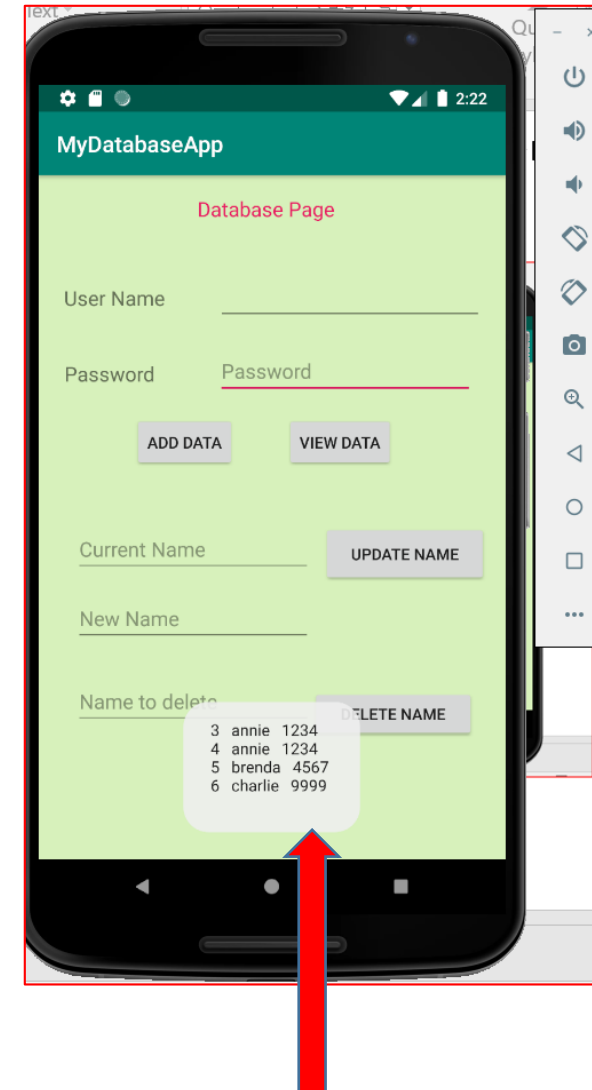 2:22
MyDatabaseApp
Database Page
User Name
Password Password
ADD DATA VIEW DATA
Current Name UPDATE NAME
New Name
Name to delete DELETE NAME
3 annie 1234
4 annie 1234
5 brenda 4567
6 charlie 9999